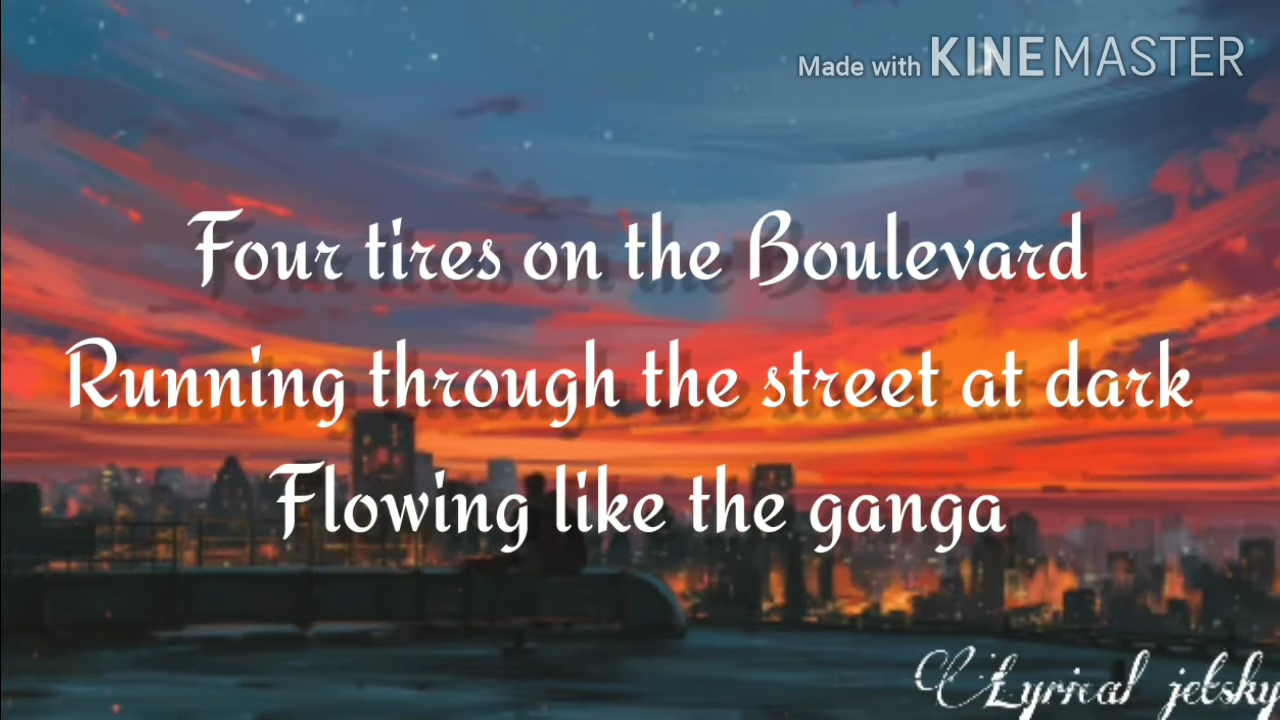 Made with KINEMASTER
Four tires on the Boulevard
Running through the street at dark
Flowing like the ganga
Lyrical jetsky